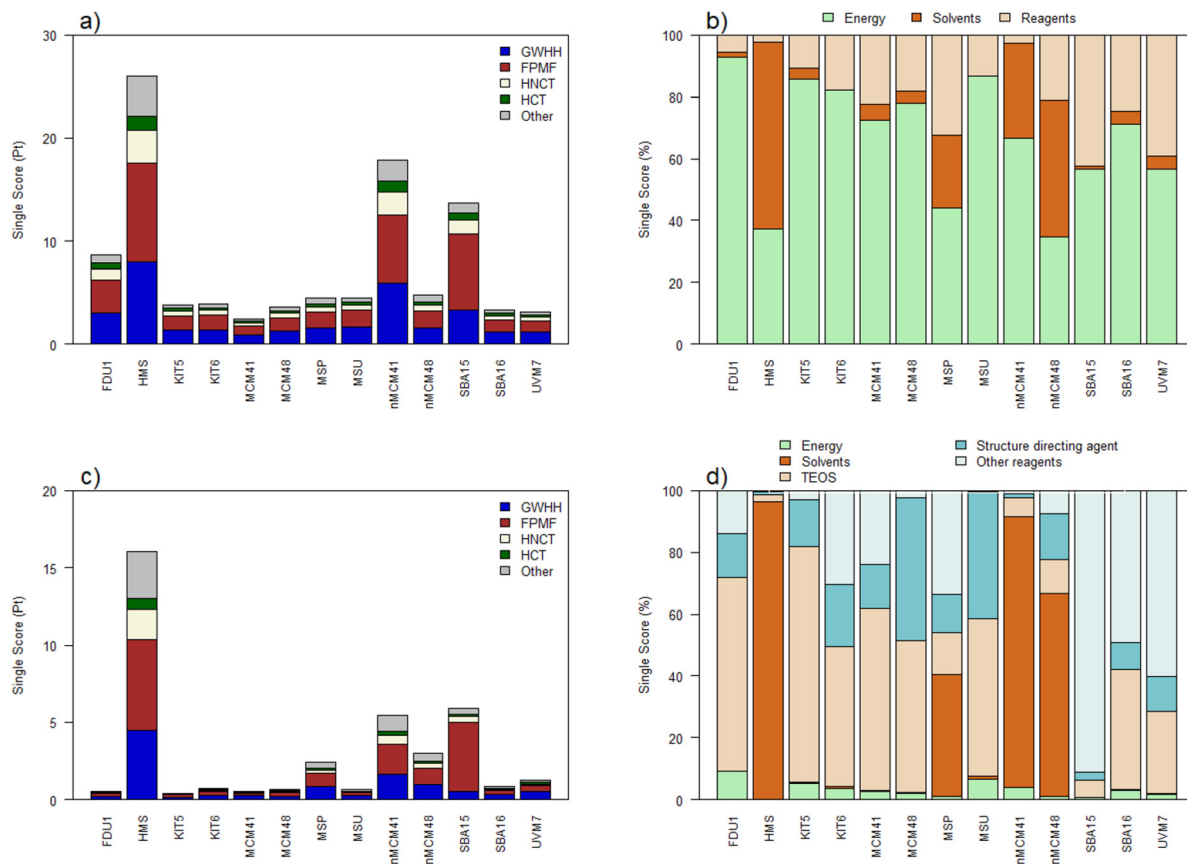 a)
30
20
10
0
Single Score (Pt)
GWHH
FPMF
HNCT
HCT
Other
FDU1
HMS
KIT5
KIT6
MCM41
MCM48
MSP
MSU
nMCM41
nMCM48
SBA15
SBA16
UVM7
b)
Energy
Solvents
Reagents
100
80
60
40
20
0
Single Score (%)
FDU1
HMS
KIT5
KIT6
MCM41
MCM48
MSP
MSU
nMCM41
nMCM48
SBA15
SBA16
UVM7
c)
20
15
10
5
0
Single Score (Pt)
GWHH
FPMF
HNCT
HCT
Other
FDU1
HMS
KIT5
KIT6
MCM41
MCM48
MSP
MSU
nMCM41
nMCM48
SBA15
SBA16
UVM7
Energy
Solvents
TEOS
Structure directing agent
Other reagents
d)
100
80
60
40
20
0
Single Score (%)
FDU1
HMS
KIT5
KIT6
MCM41
MCM48
MSP
MSU
nMCM41
nMCM48
SBA15
SBA16
UVM7